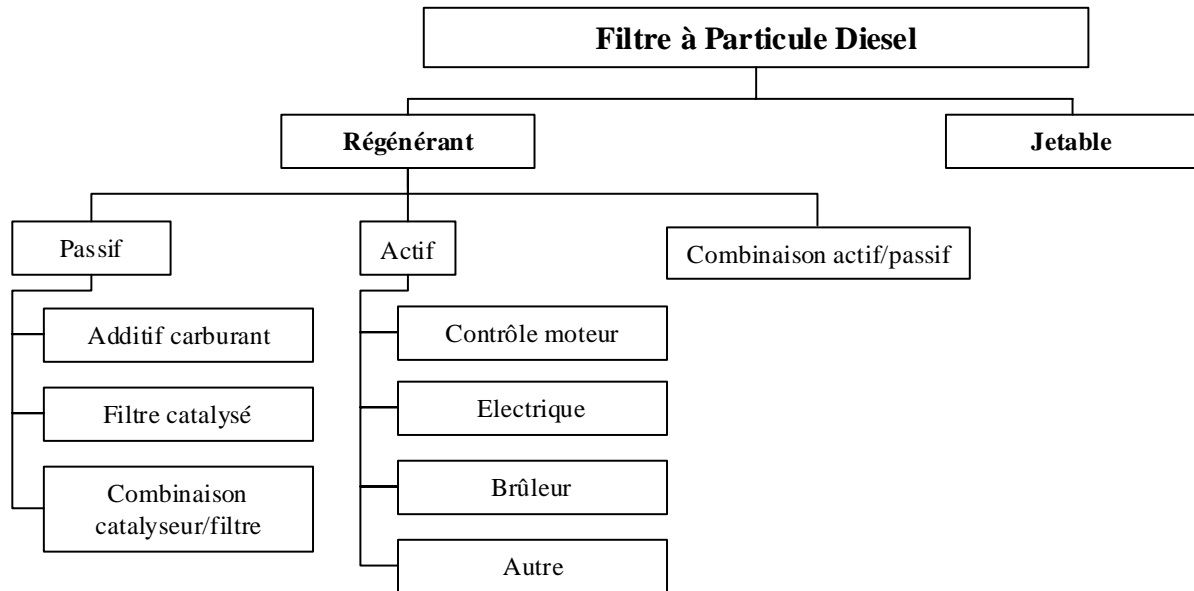 Filtre à Particule Diesel
Régénérant
Jetable
Passif
Actif
Combinaison actif/passif
Additif carburant
Filtre catalysé
Combinaison
catalyseur/filtre
Contrôle moteur
Electrique
Brûleur
Autre